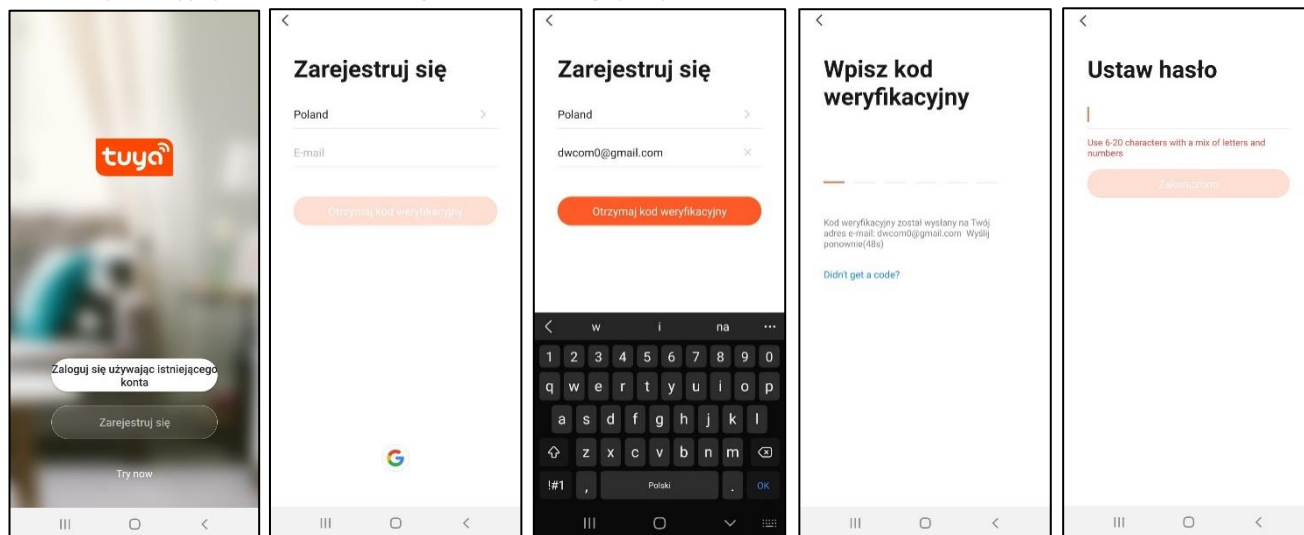 tuya
Zaloguj się używając istniejącego
konta
Zarejestruj się
Try now
Zarejestruj się
Poland
E-mail
Otrzymaj kod weryfikacyjny
G
Zarejestruj się
Poland
dwcom0@gmail.com
Otrzymaj kod weryfikacyjny
w i na
1 2 3 4 5 6 7 8 9 0
q w e r t y u i o p
a s d f g h j k l
z x c v b n m
!#1 , Polski . OK
Wpisz kod
weryfikacyjny
Kod weryfikacyjny został wysłany na Twój
adres e-mail: dwcom0@gmail.com Wyślij
ponownie(48s)
Didn't get a code?
Ustaw hasło
Use 6-20 characters with a mix of letters and
numbers
Zakończono